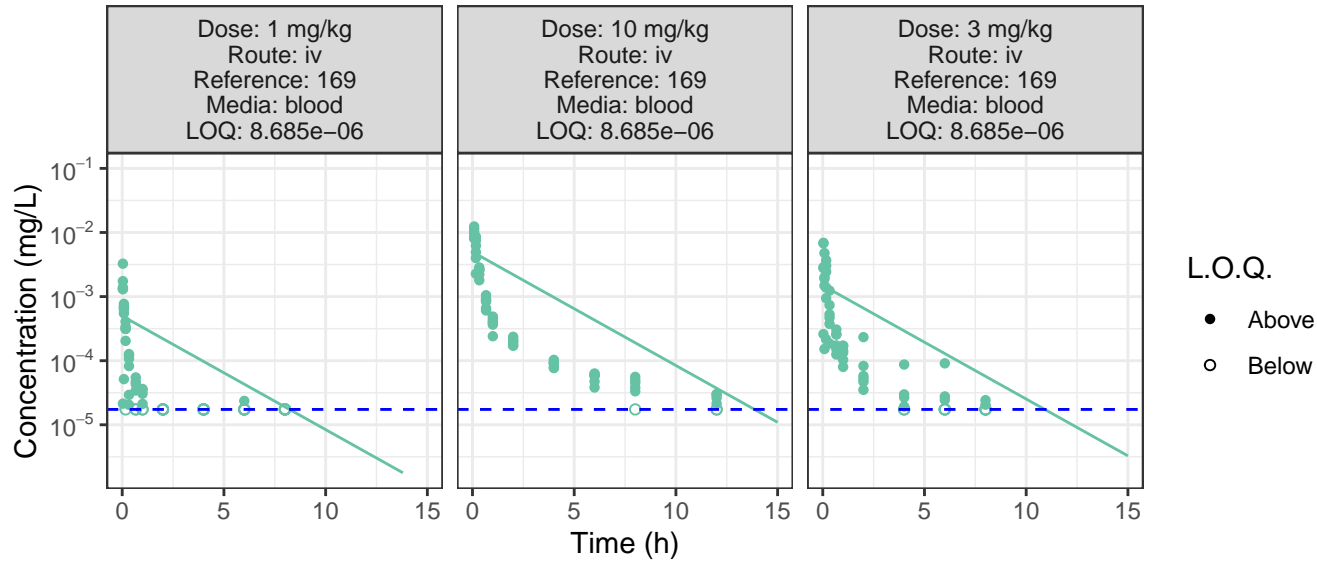 Dose: 1 mg/kg
Route: iv
Reference: 169
Media: blood
LOQ: 8.685e−06
Dose: 10 mg/kg
Route: iv
Reference: 169
Media: blood
LOQ: 8.685e−06
Dose: 3 mg/kg
Route: iv
Reference: 169
Media: blood
LOQ: 8.685e−06
Concentration (mg/L)
10⁻¹
10⁻²
10⁻³
10⁻⁴
10⁻⁵
0 5 10 15
0 5 10 15
0 5 10 15
Time (h)
L.O.Q.
Above
Below